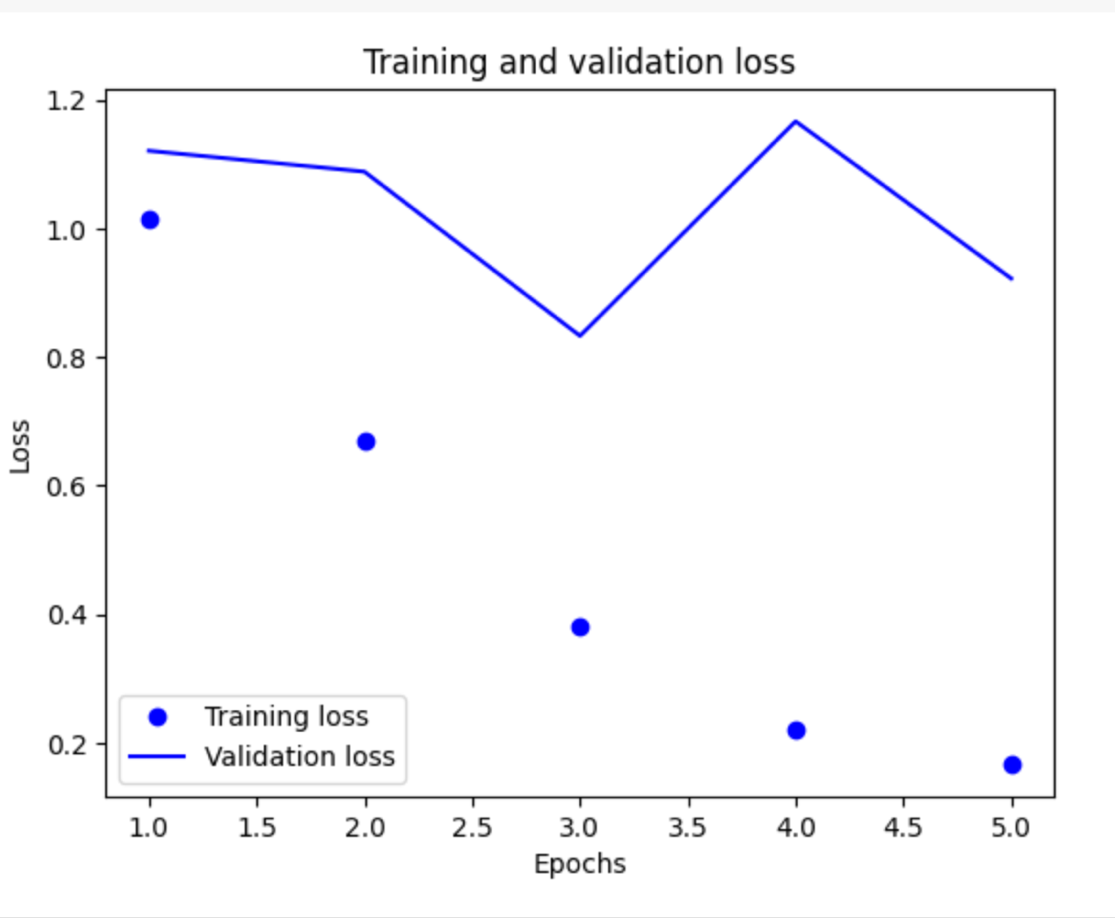 Training and validation loss
1.2
1.0
0.8
0.6
0.4
0.2
Loss
Training loss
Validation loss
1.0 1.5 2.0 2.5 3.0 3.5 4.0 4.5 5.0
Epochs